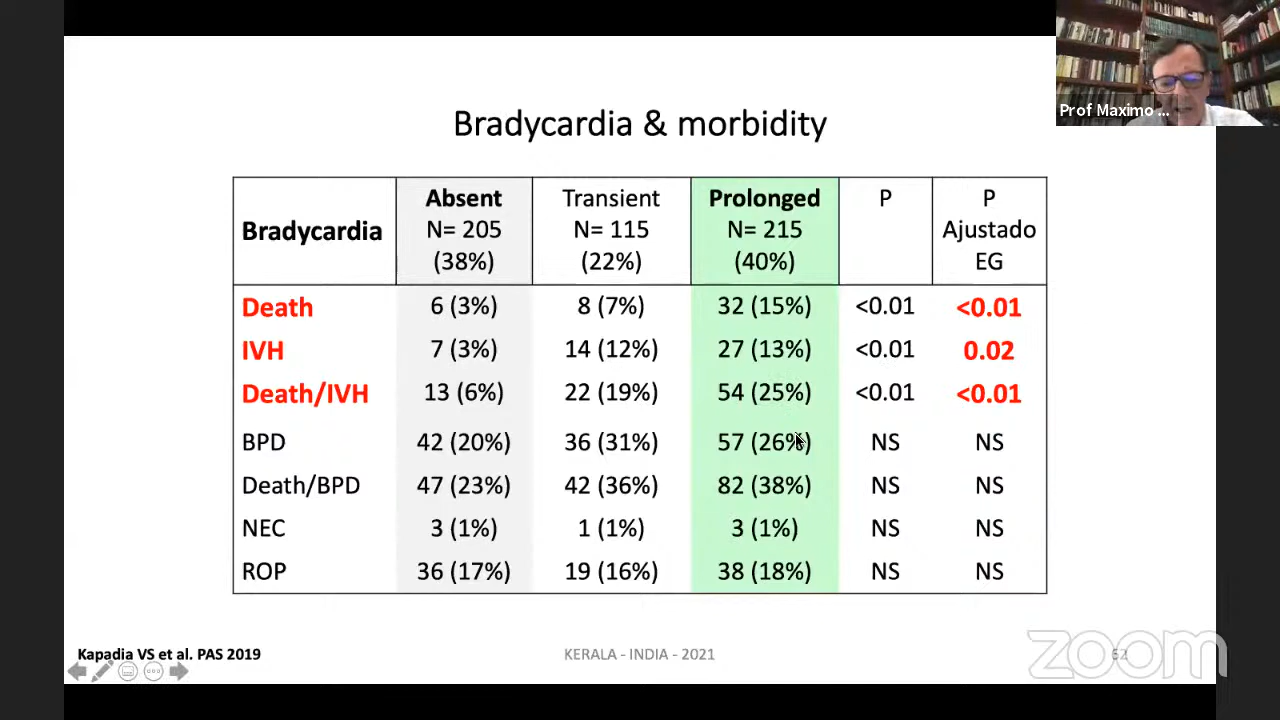 Prof Maximo ...
Bradycardia & morbidity
Bradycardia Absent N= 205 (38%) Transient N= 115 (22%) Prolonged N= 215 (40%) P P Ajustado EG
Death 6 (3%) 8 (7%) 32 (15%) <0.01 <0.01
IVH 7 (3%) 14 (12%) 27 (13%) <0.01 0.02
Death/IVH 13 (6%) 22 (19%) 54 (25%) <0.01 <0.01
BPD 42 (20%) 36 (31%) 57 (26%) NS NS
Death/BPD 47 (23%) 42 (36%) 82 (38%) NS NS
NEC 3 (1%) 1 (1%) 3 (1%) NS NS
ROP 36 (17%) 19 (16%) 38 (18%) NS NS
Kapadia VS et al. PAS 2019 KERALA - INDIA - 2021 62
zoom